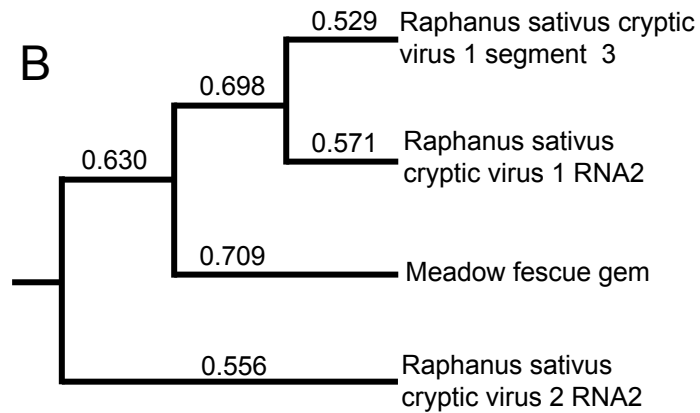 B
0.529
Raphanus sativus cryptic
virus 1 segment 3
0.698
0.571
Raphanus sativus
cryptic virus 1 RNA2
0.630
0.709
Meadow fescue gem
0.556
Raphanus sativus
cryptic virus 2 RNA2